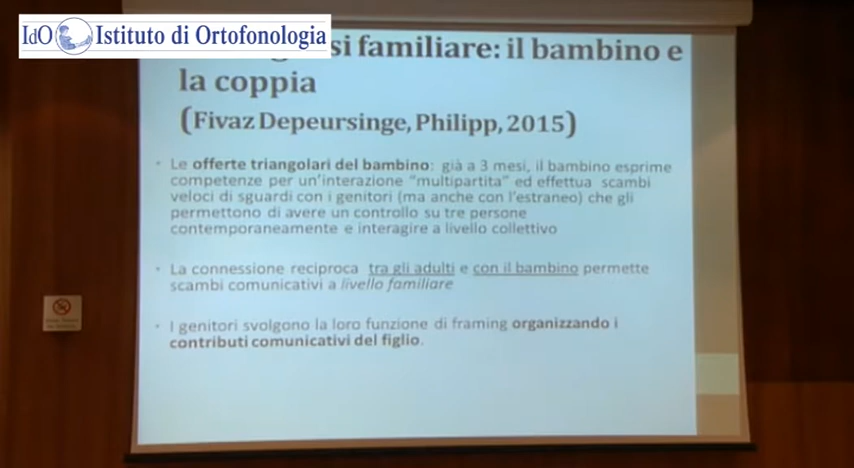 IdO Istituto di Ortofonologia
si familiare: il bambino e
la coppia
(Fivaz Depeursinge, Philipp, 2015)
• Le offerte triangolari del bambino: già a 3 mesi, il bambino esprime
competenze per un'interazione "multipartita" ed effettua scambi
veloci di sguardi con i genitori (ma anche con l'estraneo) che gli
permettono di avere un controllo su tre persone
contemporaneamente e interagire a livello collettivo
• La connessione reciproca tra gli adulti e con il bambino permette
scambi comunicativi a livello familiare
• I genitori svolgono la loro funzione di framing organizzando i
contributi comunicativi del figlio.